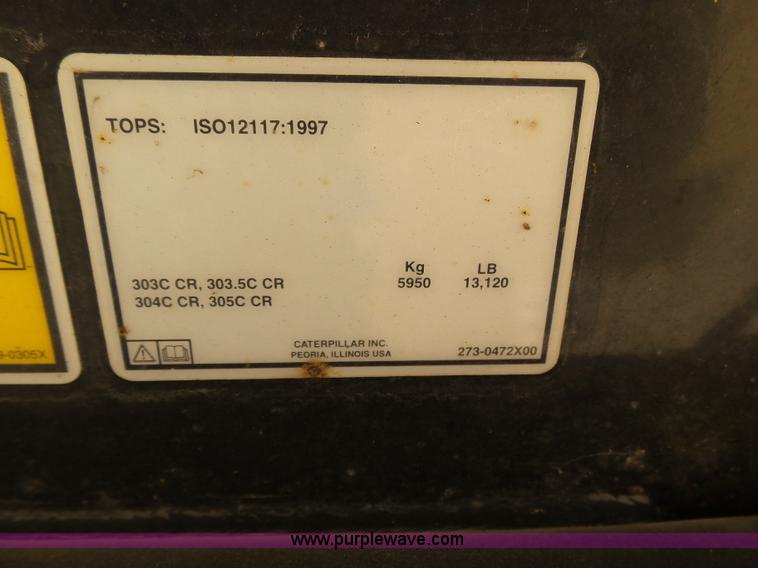 TOPS: ISO12117:1997
Kg LB
303C CR, 303.5C CR 5950 13,120
304C CR, 305C CR
CATERPILLAR INC.
PEORIA, ILLINOIS USA 273-0472X00
-0305X
www.purplewave.com